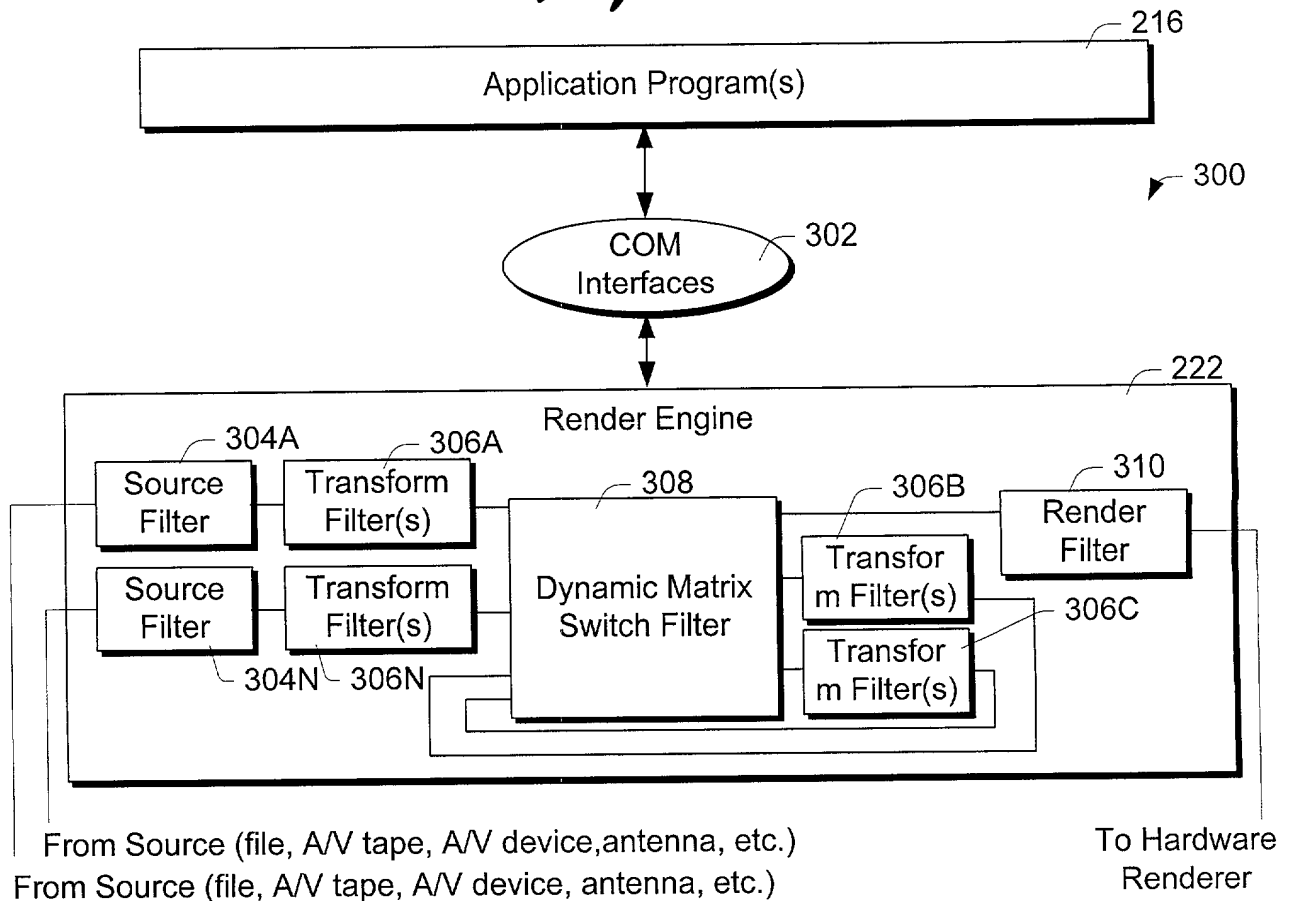 216
Application Program(s)
300
COM
Interfaces
302
222
Render Engine
304A
306A
Source
Filter
Transform
Filter(s)
308
306B
310
Render
Filter
Dynamic Matrix
Switch Filter
Transfor
m Filter(s)
Source
Filter
Transform
Filter(s)
306C
Transfor
m Filter(s)
304N
306N
From Source (file, A/V tape, A/V device,antenna, etc.)
From Source (file, A/V tape, A/V device, antenna, etc.)
To Hardware
Renderer